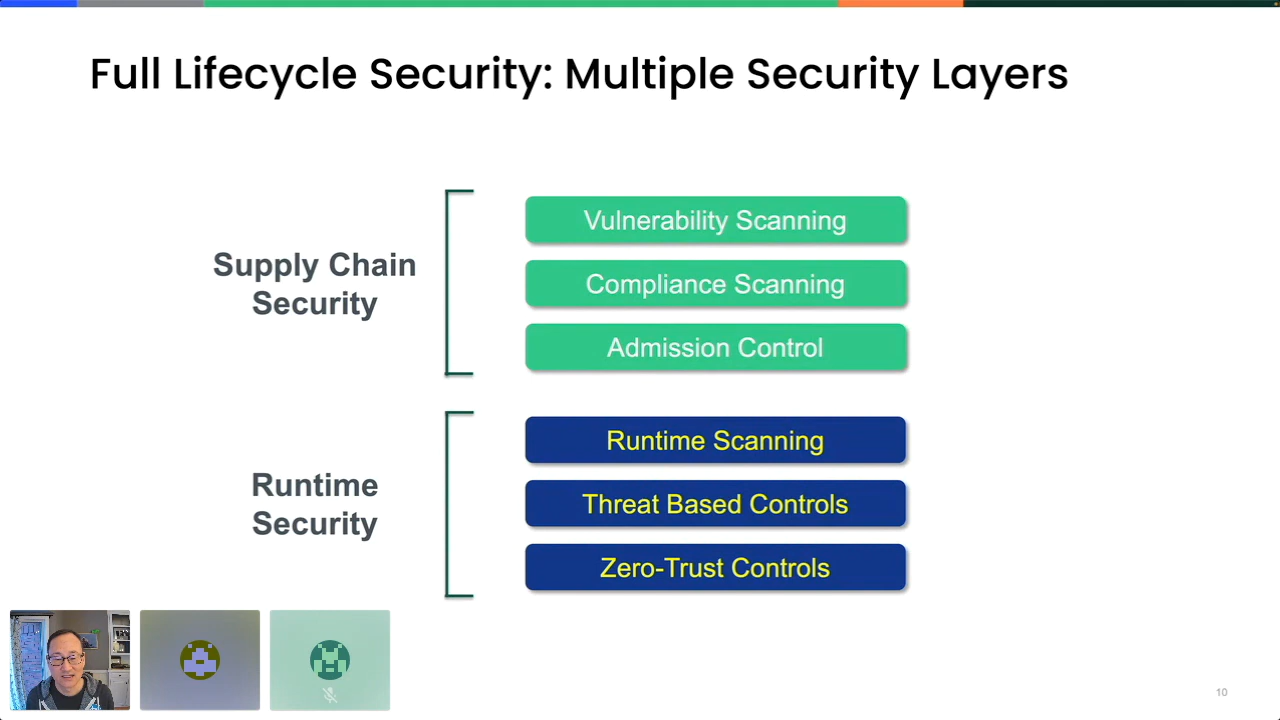 Full Lifecycle Security: Multiple Security Layers
Supply Chain
Security
Vulnerability Scanning
Compliance Scanning
Admission Control
Runtime
Security
Runtime Scanning
Threat Based Controls
Zero-Trust Controls
10